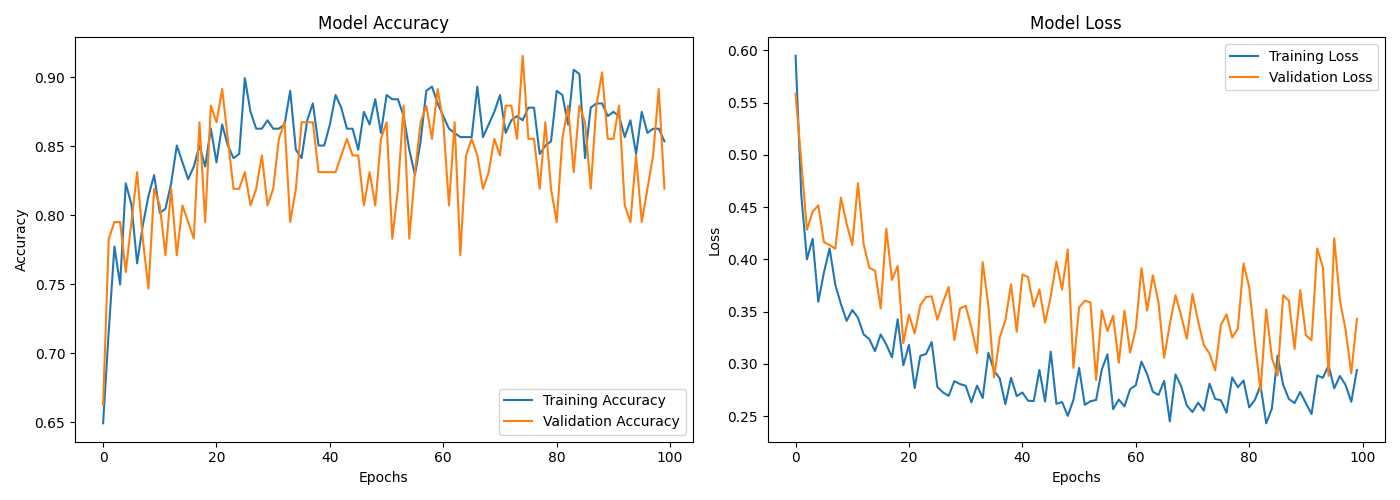 Model Accuracy
Accuracy
0.90
0.85
0.80
0.75
0.70
0.65
0 20 40 60 80 100
Epochs
Training Accuracy
Validation Accuracy
Model Loss
Loss
0.60
0.55
0.50
0.45
0.40
0.35
0.30
0.25
0 20 40 60 80 100
Epochs
Training Loss
Validation Loss